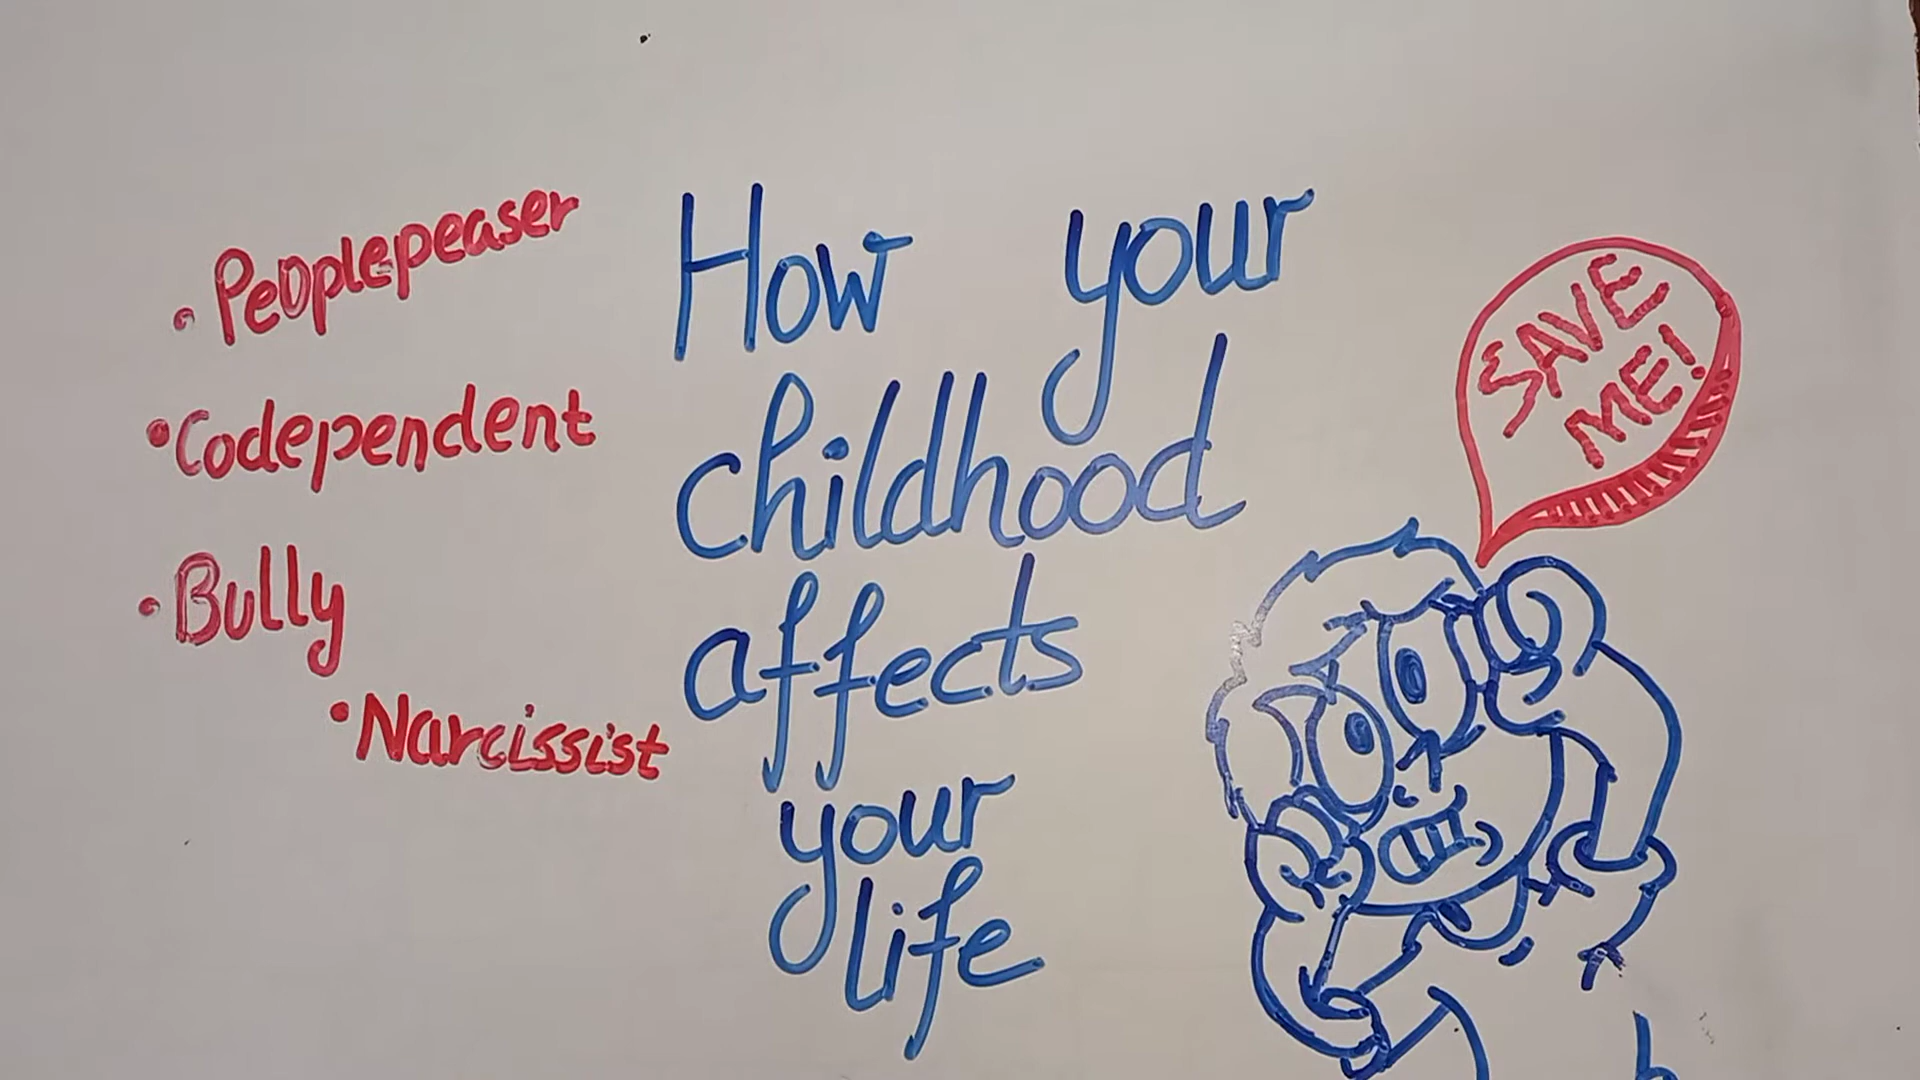 • Peoplepeaser
• Codependent
• Bully
• Narcissist
How your
childhood
affects
your
life
SAVE
ME!